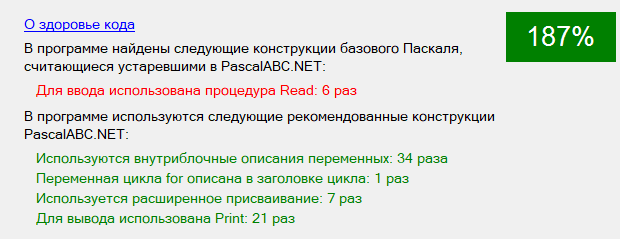 О здоровье кода
187%
В программе найдены следующие конструкции базового Паскаля,
считающиеся устаревшими в PascalABC.NET:
Для ввода использована процедура Read: 6 раз
В программе используются следующие рекомендованные конструкции
PascalABC.NET:
Используются внутриблочные описания переменных: 34 раза
Переменная цикла for описана в заголовке цикла: 1 раз
Используется расширенное присваивание: 7 раз
Для вывода использована Print: 21 раз